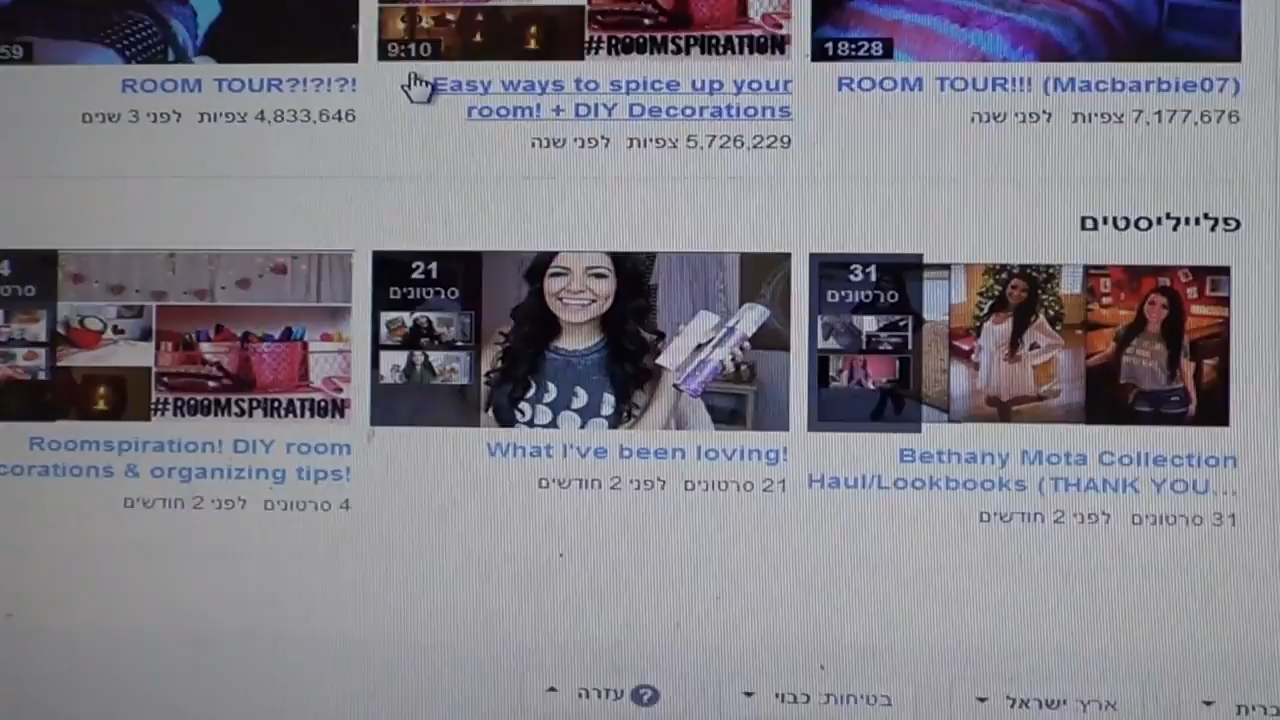 18:28
ROOM TOUR!!! (Macbarbie07)
7,177,676 צפיות לפני שנה
#ROOMSPIRATION
9:10
Easy ways to spice up your
room! + DIY Decorations
5,726,229 צפיות לפני שנה
59
ROOM TOUR?!?!?!
4,833,646 צפיות לפני 3 שנים
פלייליסטים
31
סרטונים
Bethany Mota Collection
Haul/Lookbooks (THANK YOU...
31 סרטונים לפני 2 חודשים
21
סרטונים
What I've been loving!
21 סרטונים לפני 2 חודשים
4
#ROOMSPIRATION
Roomspiration! DIY room
corations & organizing tips!
4 סרטונים לפני 2 חודשים
ברית
ארץ: ישראל
בטיחות: כבוי
עזרה